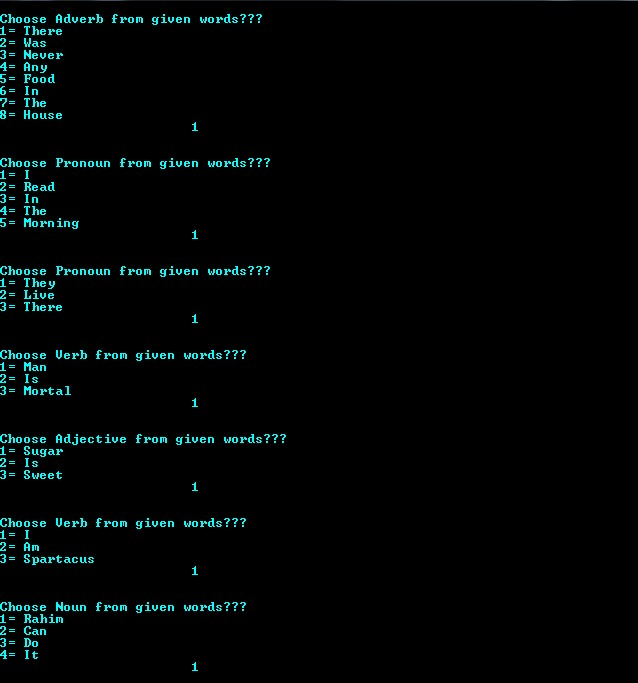 Choose Adverb from given words???
1= There
2= Was
3= Never
4= Any
5= Food
6= In
7= The
8= House
1
Choose Pronoun from given words???
1= I
2= Read
3= In
4= The
5= Morning
1
Choose Pronoun from given words???
1= They
2= Live
3= There
1
Choose Verb from given words???
1= Man
2= Is
3= Mortal
1
Choose Adjective from given words???
1= Sugar
2= Is
3= Sweet
1
Choose Verb from given words???
1= I
2= Am
3= Spartacus
1
Choose Noun from given words???
1= Rahim
2= Can
3= Do
4= It
1